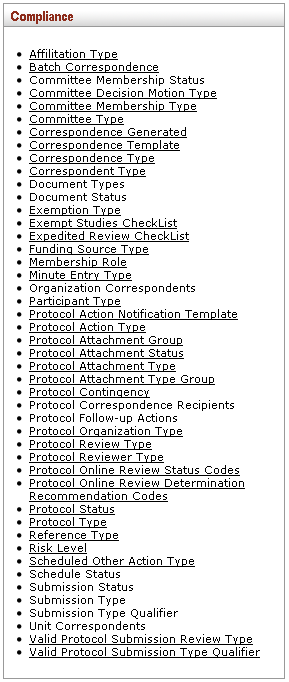 Compliance
Affilitation Type
Batch Correspondence
Committee Membership Status
Committee Decision Motion Type
Committee Membership Type
Committee Type
Correspondence Generated
Correspondence Template
Correspondence Type
Correspondent Type
Document Types
Document Status
Exemption Type
Exempt Studies CheckList
Expedited Review CheckList
Funding Source Type
Membership Role
Minute Entry Type
Organization Correspondents
Participant Type
Protocol Action Notification Template
Protocol Action Type
Protocol Attachment Group
Protocol Attachment Status
Protocol Attachment Type
Protocol Attachment Type Group
Protocol Contingency
Protocol Correspondence Recipients
Protocol Follow-up Actions
Protocol Organization Type
Protocol Review Type
Protocol Reviewer Type
Protocol Online Review Status Codes
Protocol Online Review Determination
Recommendation Codes
Protocol Status
Protocol Type
Reference Type
Risk Level
Scheduled Other Action Type
Schedule Status
Submission Status
Submission Type
Submission Type Qualifier
Unit Correspondents
Valid Protocol Submission Review Type
Valid Protocol Submission Type Qualifier